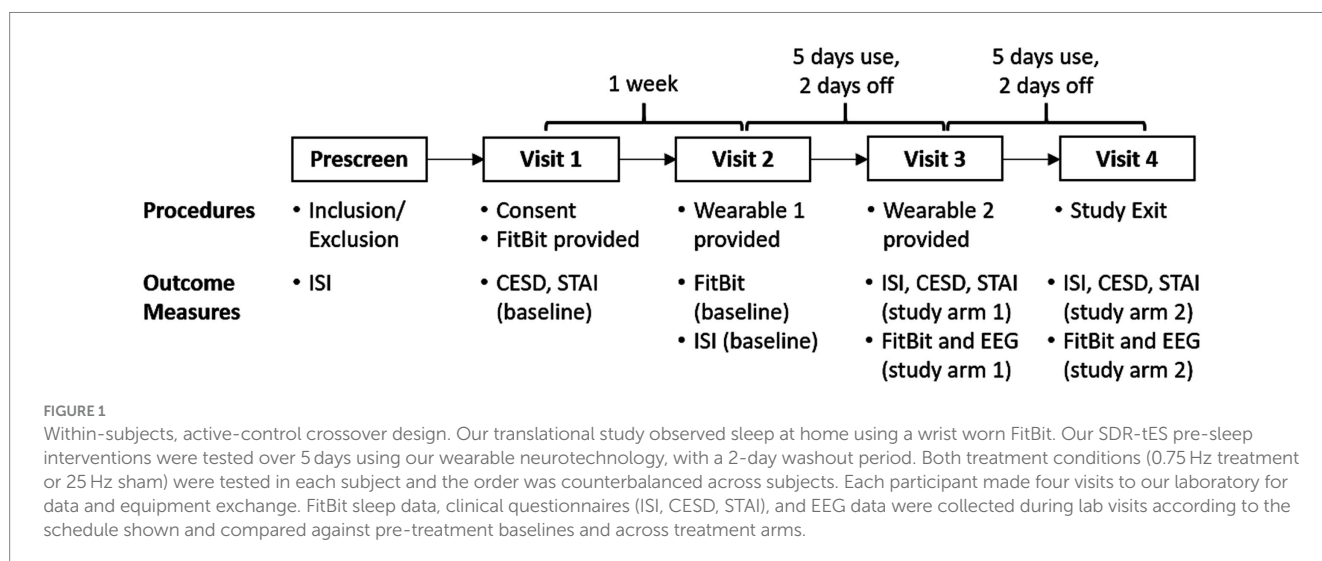 5 days use,
2 days off
5 days use,
2 days off
1 week
Prescreen
Visit 1
Visit 2
Visit 3
Visit 4
Procedures
• Inclusion/
Exclusion
• Consent
• FitBit provided
• Wearable 1
provided
• Wearable 2
provided
• Study Exit
Outcome
Measures
• ISI
• CESD, STAI
(baseline)
• FitBit
(baseline)
• ISI (baseline)
• ISI, CESD, STAI
(study arm 1)
• FitBit and EEG
(study arm 1)
• ISI, CESD, STAI
(study arm 2)
• FitBit and EEG
(study arm 2)
FIGURE 1
Within-subjects, active-control crossover design. Our translational study observed sleep at home using a wrist worn FitBit. Our SDR-tES pre-sleep
interventions were tested over 5 days using our wearable neurotechnology, with a 2-day washout period. Both treatment conditions (0.75 Hz treatment
or 25 Hz sham) were tested in each subject and the order was counterbalanced across subjects. Each participant made four visits to our laboratory for
data and equipment exchange. FitBit sleep data, clinical questionnaires (ISI, CESD, STAI), and EEG data were collected during lab visits according to the
schedule shown and compared against pre-treatment baselines and across treatment arms.